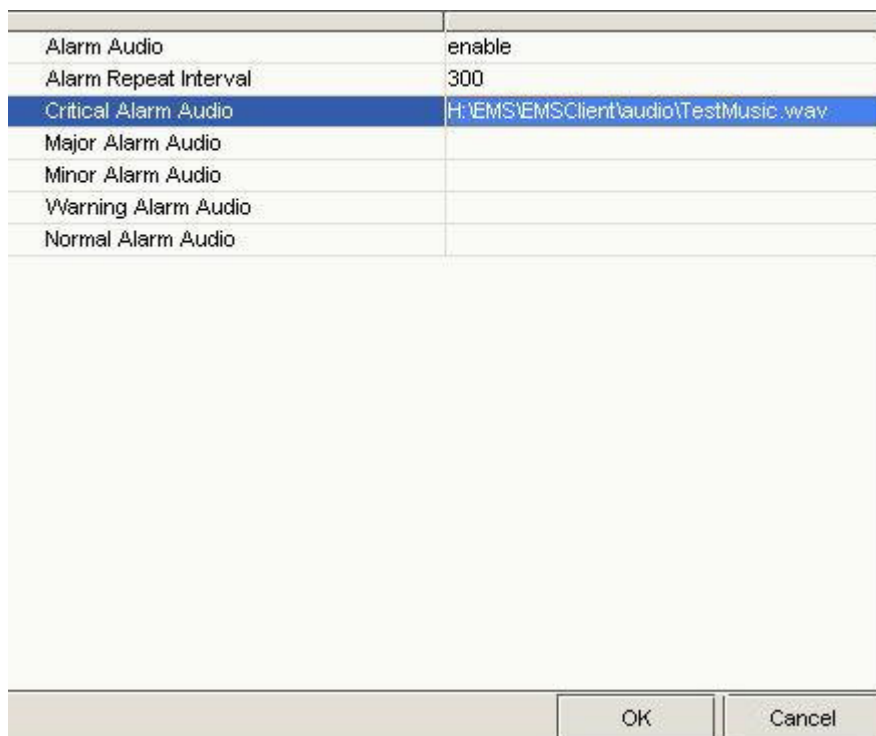 Alarm Audio enable
Alarm Repeat Interval 300
Critical Alarm Audio H:\EMS\EMSClient\audio\TestMusic.wav
Major Alarm Audio
Minor Alarm Audio
Warning Alarm Audio
Normal Alarm Audio
OK Cancel